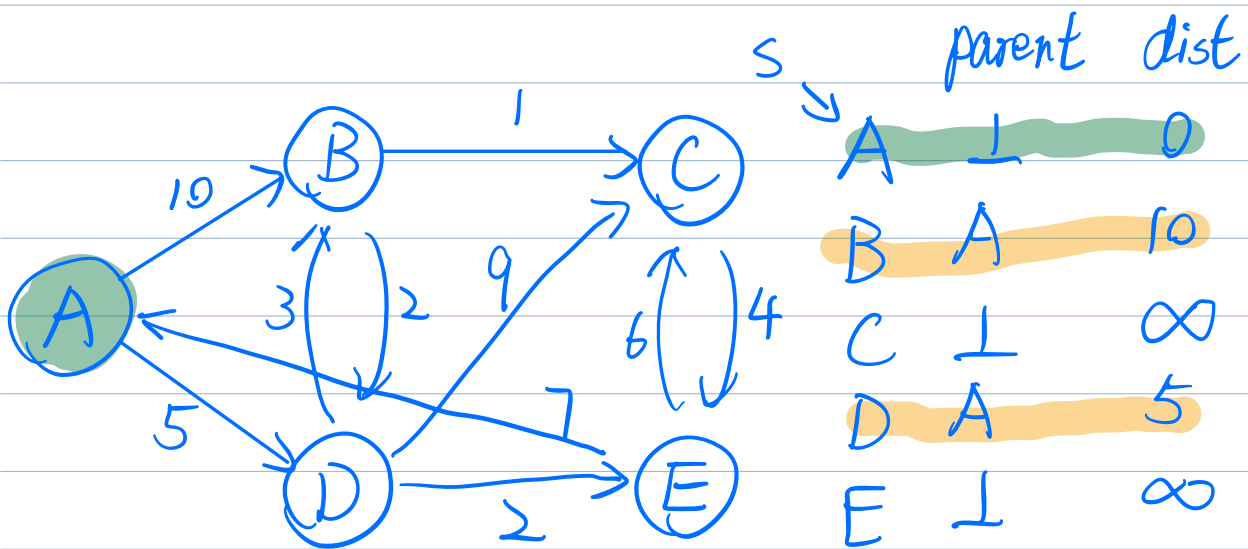 S parent dist
A ⊥ 0
B A 10
C ⊥ ∞
D A 5
E ⊥ ∞
1
B C
10
A
3 2 9 6 4
5 7
D E
2